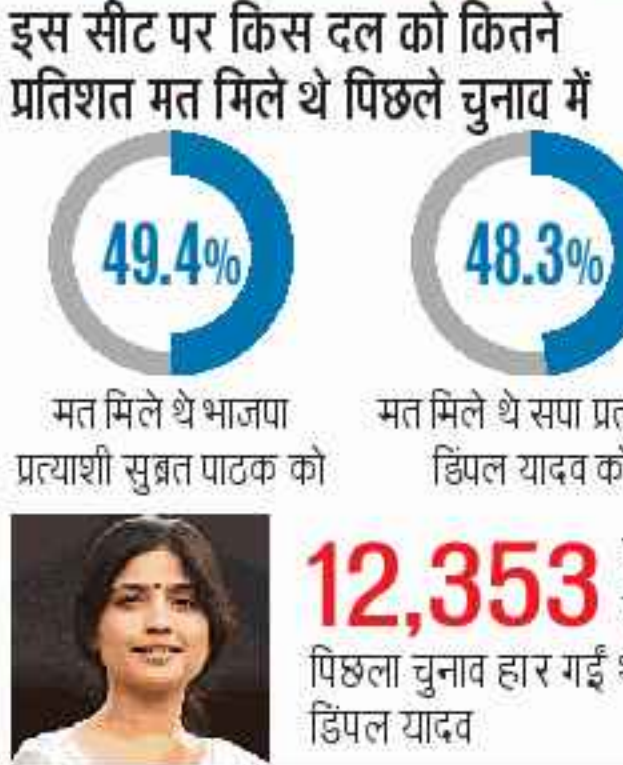 इस सीट पर किस दल को कितने
प्रतिशत मत मिले थे पिछले चुनाव में
49.4%
48.3%
मत मिले थे भाजपा
प्रत्याशी सुब्रत पाठक को
मत मिले थे सपा
डिंपल यादव को
12,353
पिछला चुनाव हार गईं
डिंपल यादव